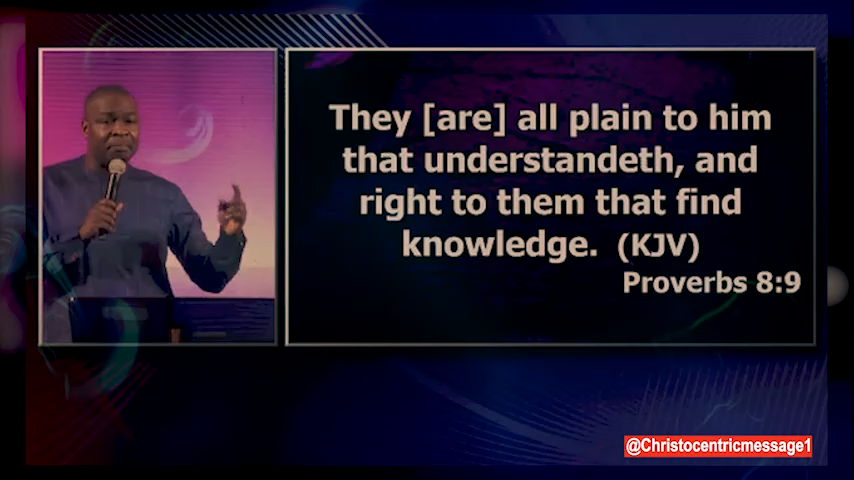 They [are] all plain to him
that understandeth, and
right to them that find
knowledge. (KJV)
Proverbs 8:9
@Christocentricmessage1